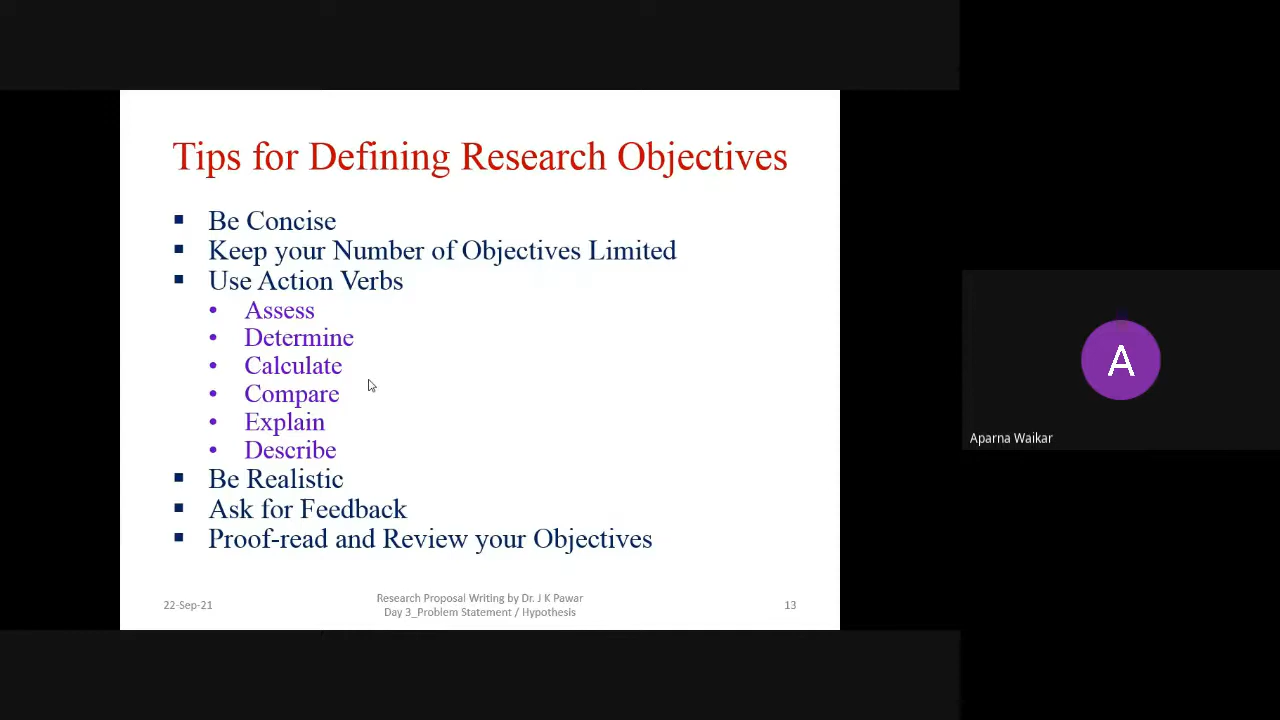 Tips for Defining Research Objectives
▪ Be Concise
▪ Keep your Number of Objectives Limited
▪ Use Action Verbs
• Assess
• Determine
• Calculate
• Compare
• Explain
• Describe
▪ Be Realistic
▪ Ask for Feedback
▪ Proof-read and Review your Objectives
22-Sep-21
Research Proposal Writing by Dr. J K Pawar
Day 3_Problem Statement / Hypothesis
13
A
Aparna Waikar